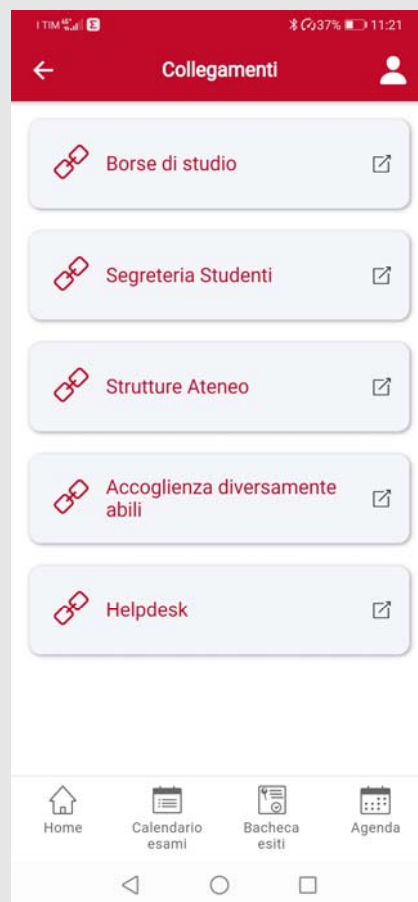 TIM 37% 11:21
Collegamenti
Borse di studio
Segreteria Studenti
Strutture Ateneo
Accoglienza diversamente
abili
Helpdesk
Home
Calendario
esami
Bacheca
esiti
Agenda